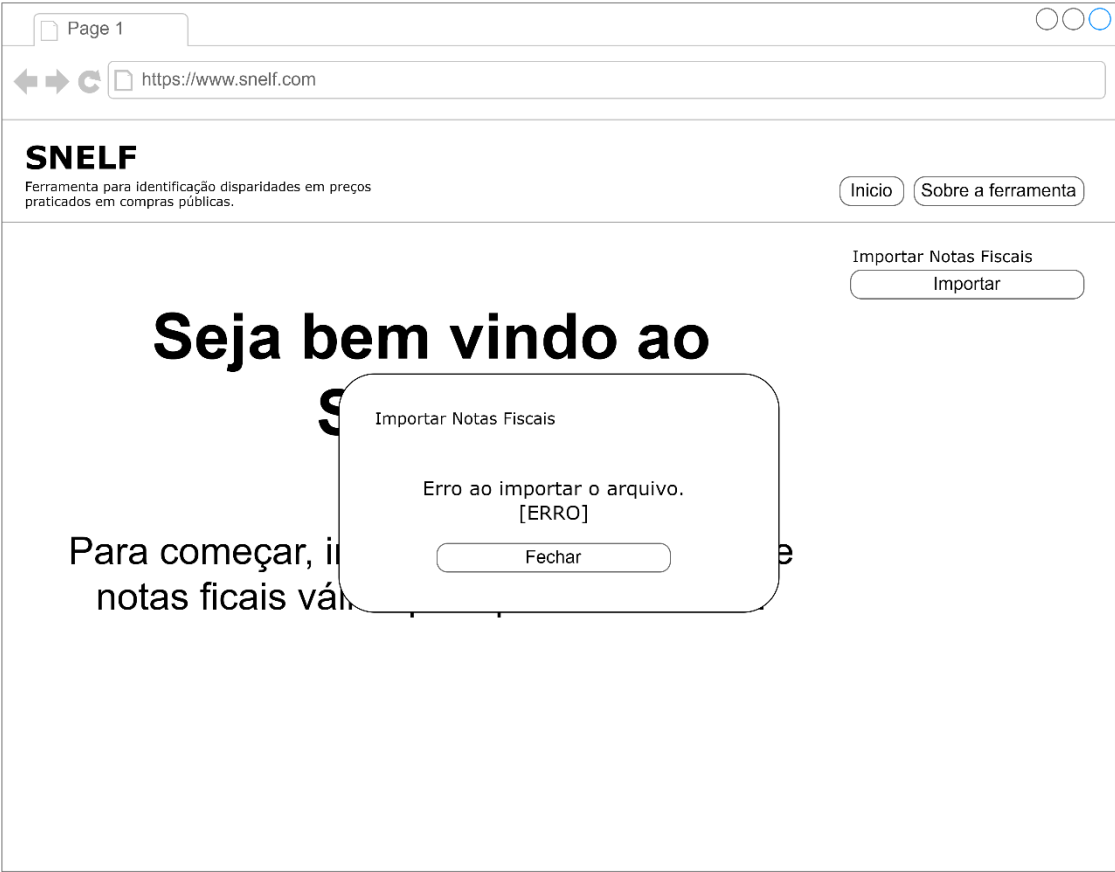 Page 1
https://www.snelf.com
SNELF
Ferramenta para identificação disparidades em preços
praticados em compras públicas.
Inicio
Sobre a ferramenta
Importar Notas Fiscais
Importar
Seja bem vindo ao
Importar Notas Fiscais
Erro ao importar o arquivo.
[ERRO]
Fechar
Para começar,
notas ficais